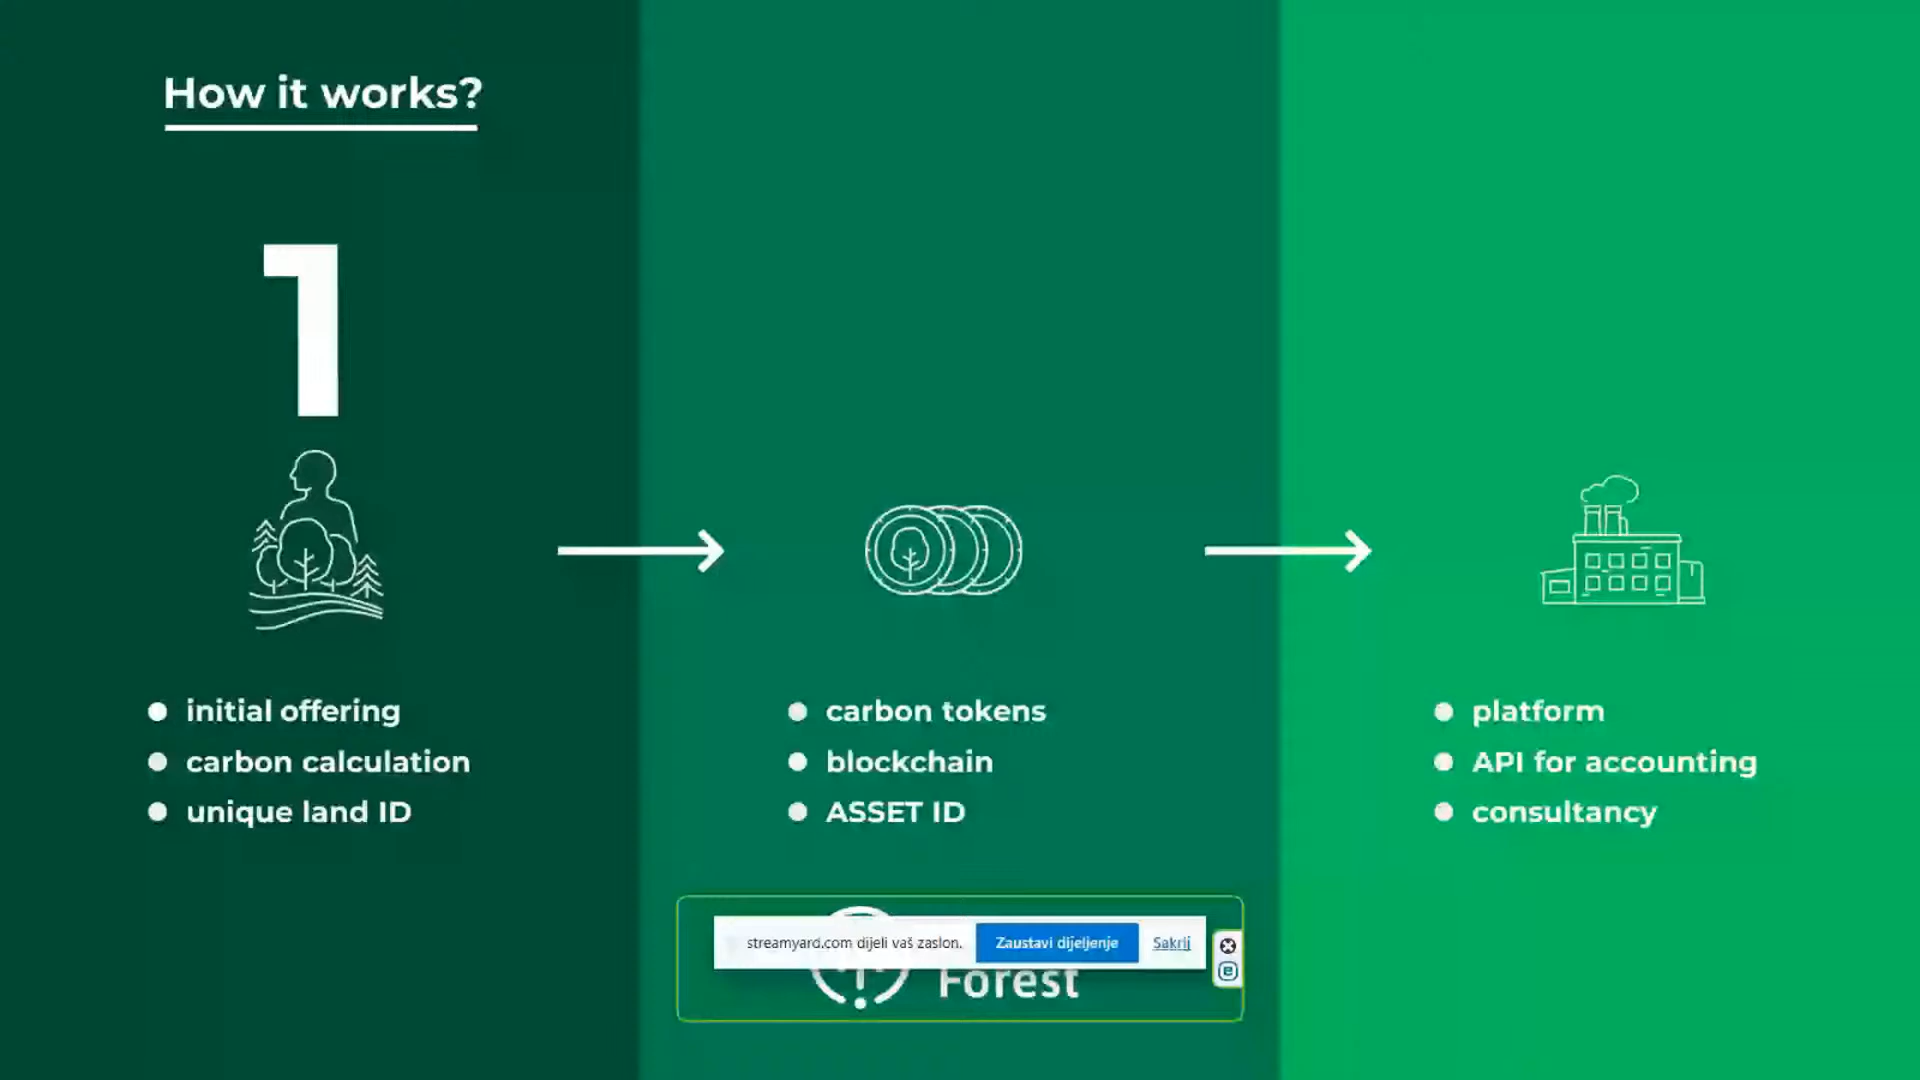 How it works?
1
initial offering
carbon calculation
unique land ID
carbon tokens
blockchain
ASSET ID
platform
API for accounting
consultancy
streamyard.com dijeli vaš zaslon.
Zaustavi dijeljenje
Sakrij
Forest